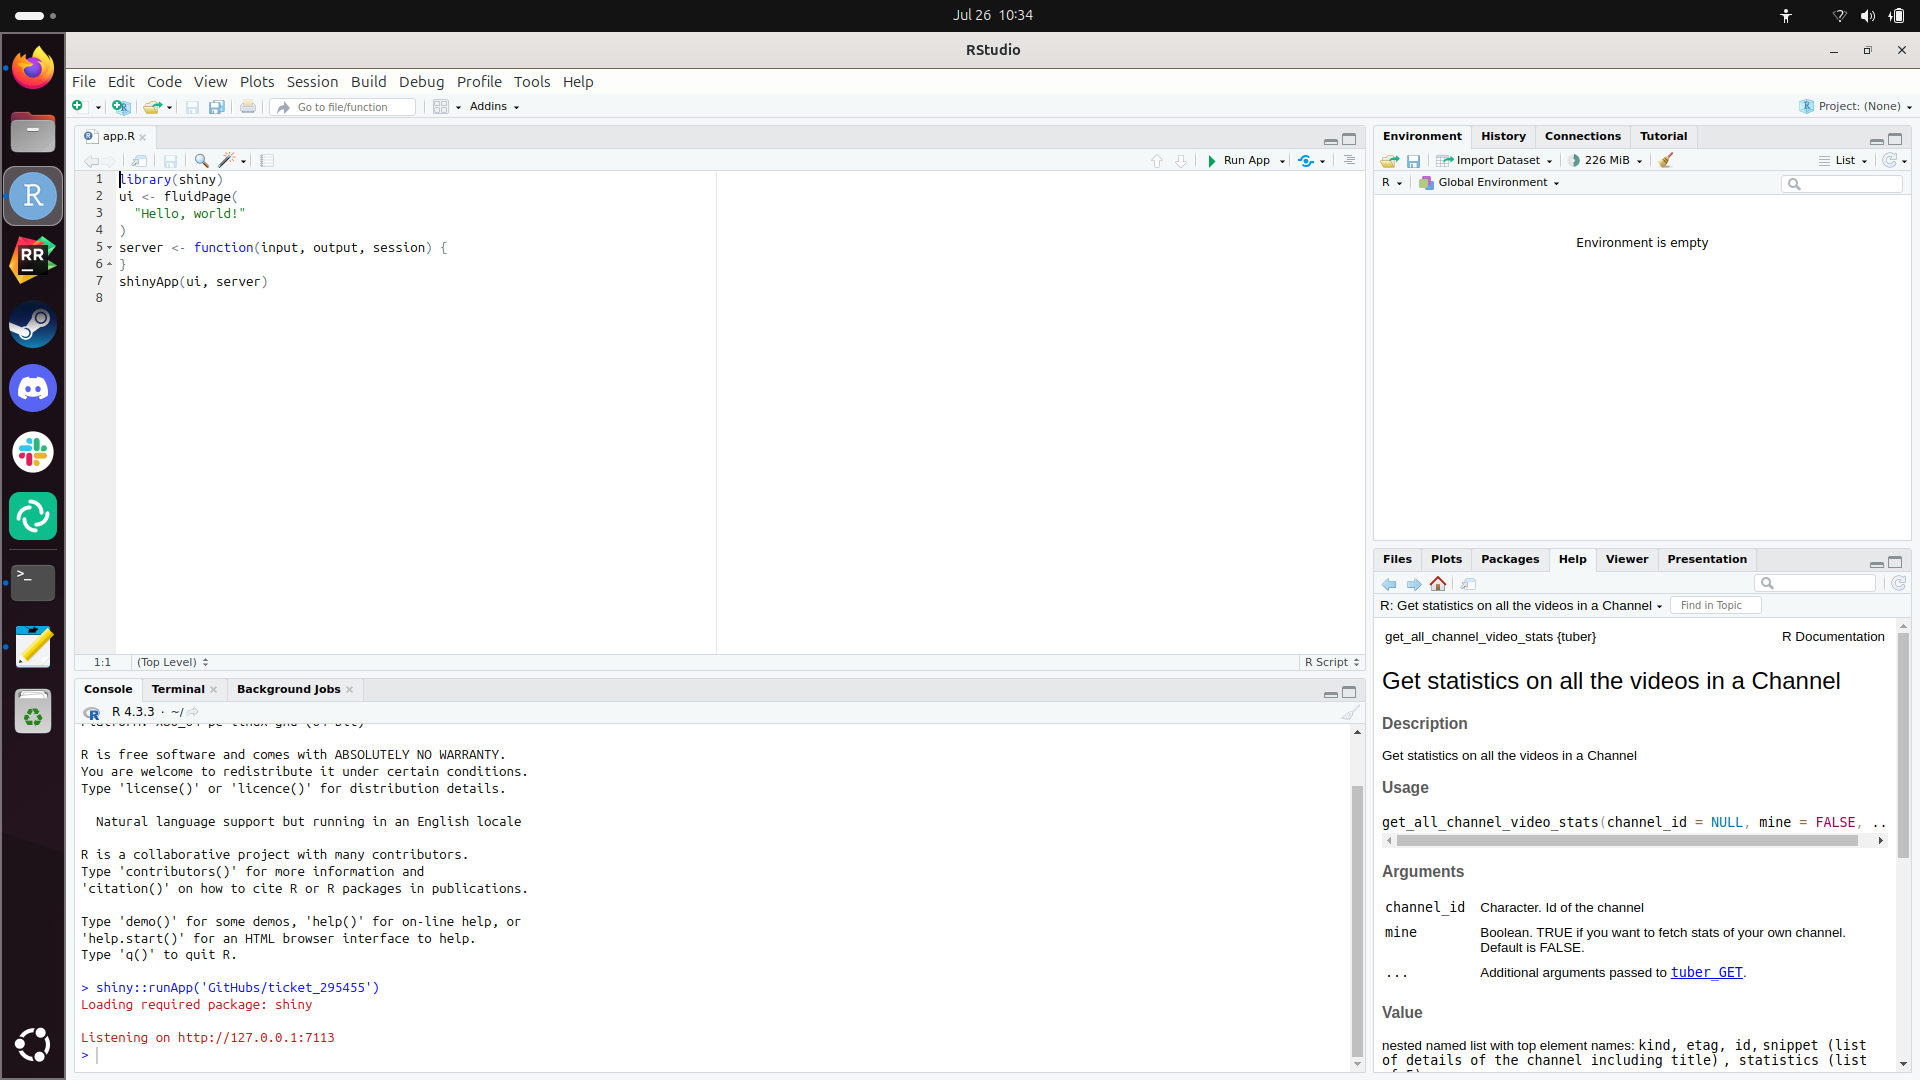 Jul 26 10:34
RStudio
File Edit Code View Plots Session Build Debug Profile Tools Help
Go to file/function
Addins
Project: (None)
app.R
Run App
1 library(shiny)
2 ui <- fluidPage(
3 "Hello, world!"
4 )
5 server <- function(input, output, session) {
6 }
7 shinyApp(ui, server)
8
1:1 (Top Level) R Script
Console Terminal Background Jobs
R 4.3.3 · ~/
R is free software and comes with ABSOLUTELY NO WARRANTY.
You are welcome to redistribute it under certain conditions.
Type 'license()' or 'licence()' for distribution details.
Natural language support but running in an English locale
R is a collaborative project with many contributors.
Type 'contributors()' for more information and
'citation()' on how to cite R or R packages in publications.
Type 'demo()' for some demos, 'help()' for on-line help, or
'help.start()' for an HTML browser interface to help.
Type 'q()' to quit R.
> shiny::runApp('GitHubs/ticket_295455')
Loading required package: shiny
Listening on http://127.0.0.1:7113
>
Environment History Connections Tutorial
Import Dataset 226 MiB List
R Global Environment
Environment is empty
Files Plots Packages Help Viewer Presentation
R: Get statistics on all the videos in a Channel Find in Topic
get_all_channel_video_stats {tuber} R Documentation
Get statistics on all the videos in a Channel
Description
Get statistics on all the videos in a Channel
Usage
get_all_channel_video_stats(channel_id = NULL, mine = FALSE, ..
Arguments
channel_id Character. Id of the channel
mine Boolean. TRUE if you want to fetch stats of your own channel.
Default is FALSE.
... Additional arguments passed to tuber_GET.
Value
nested named list with top element names: kind, etag, id, snippet (list
of details of the channel including title), statistics (list